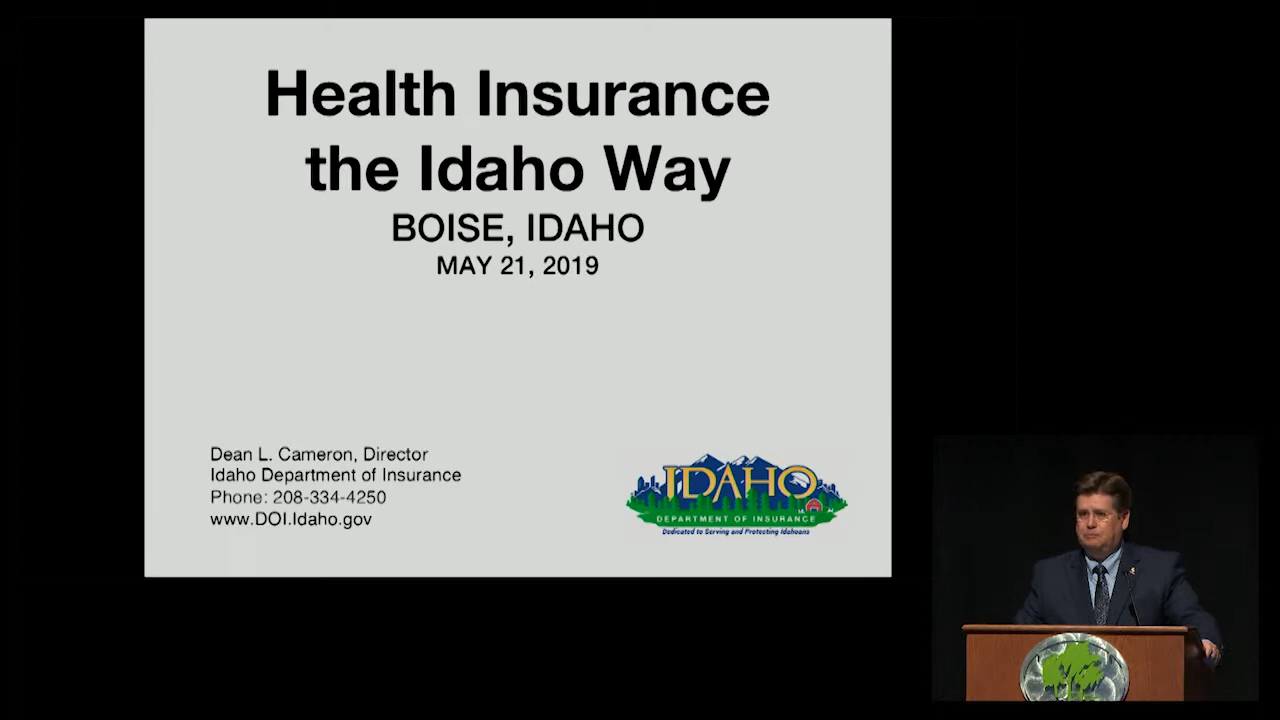 Health Insurance
the Idaho Way
BOISE, IDAHO
MAY 21, 2019
Dean L. Cameron, Director
Idaho Department of Insurance
Phone: 208-334-4250
www.DOI.Idaho.gov
IDAHO
DEPARTMENT OF INSURANCE
Dedicated to Serving and Protecting Idahoans